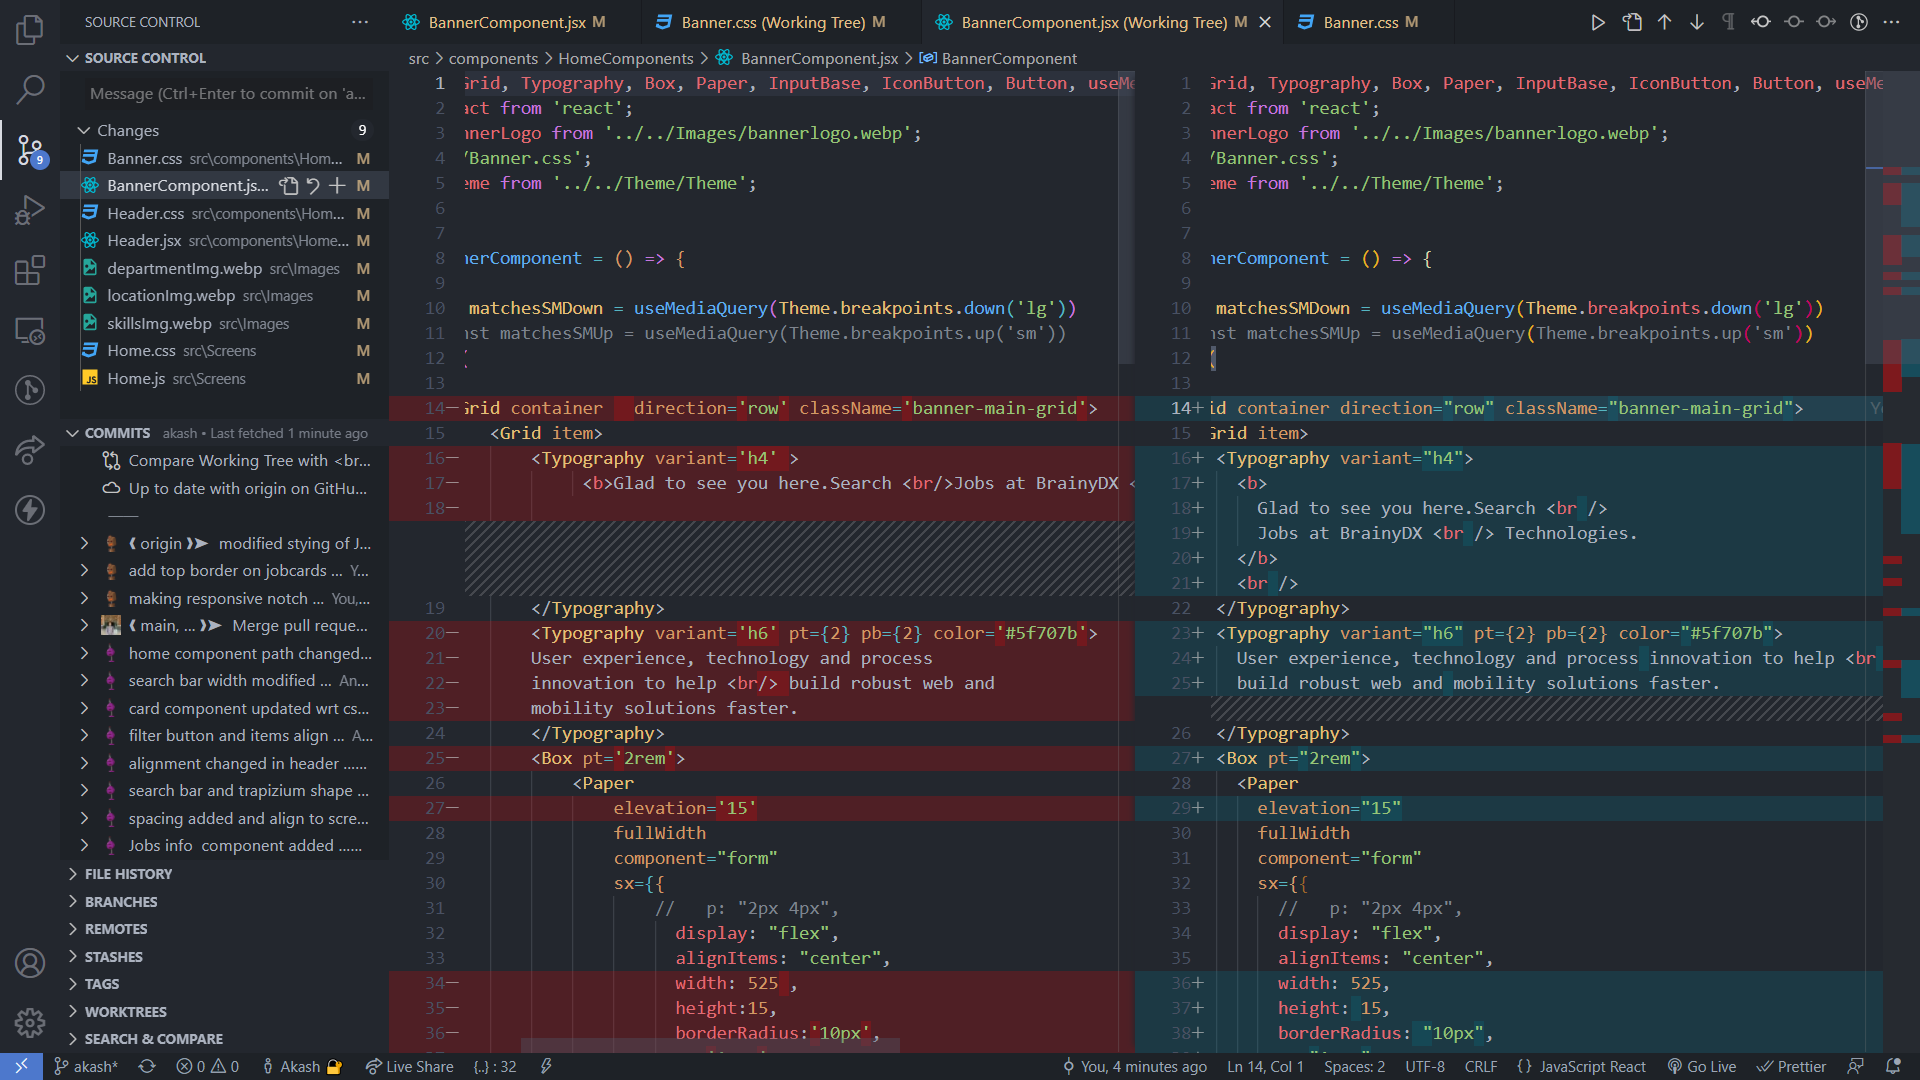 SOURCE CONTROL
BannerComponent.jsx M
Banner.css (Working Tree) M
BannerComponent.jsx (Working Tree) M
Banner.css M
SOURCE CONTROL
Message (Ctrl+Enter to commit on 'a...
Changes 9
Banner.css src\components\Hom... M
BannerComponent.js... M
Header.css src\components\Hom... M
Header.jsx src\components\Home... M
departmentImg.webp src\Images M
locationImg.webp src\Images M
skillsImg.webp src\Images M
Home.css src\Screens M
JS Home.js src\Screens M
9
COMMITS akash • Last fetched 1 minute ago
Compare Working Tree with <br...
Up to date with origin on GitHu...
origin modified stying of J...
add top border on jobcards ... Y...
making responsive notch ... You,...
main, ... Merge pull reque...
home component path changed...
search bar width modified ... An...
card component updated wrt cs...
filter button and items align ... A...
alignment changed in header ......
search bar and trapizium shape ...
spacing added and align to scre...
Jobs info component added ......
FILE HISTORY
BRANCHES
REMOTES
STASHES
TAGS
WORKTREES
SEARCH & COMPARE
src > components > HomeComponents > BannerComponent.jsx > BannerComponent
1 Grid, Typography, Box, Paper, InputBase, IconButton, Button, useMe
2 act from 'react';
3 nnerLogo from '../../Images/bannerlogo.webp';
4 /Banner.css';
5 eme from '../../Theme/Theme';
6
7
8 nerComponent = () => {
9
10 matchesSMDown = useMediaQuery(Theme.breakpoints.down('lg'))
11 nst matchesSMUp = useMediaQuery(Theme.breakpoints.up('sm'))
12 (
13
14— Grid container direction='row' className='banner-main-grid'>
15 <Grid item>
16— <Typography variant='h4' >
17— <b>Glad to see you here.Search <br/>Jobs at BrainyDX <
18—
19 </Typography>
20— <Typography variant='h6' pt={2} pb={2} color='#5f707b'>
21— User experience, technology and process
22— innovation to help <br/> build robust web and
23— mobility solutions faster.
24 </Typography>
25— <Box pt='2rem'>
26 <Paper
27— elevation='15'
28 fullWidth
29 component="form"
30 sx={{
31 // p: "2px 4px",
32 display: "flex",
33 alignItems: "center",
34— width: 525 ,
35— height:15,
36— borderRadius:'10px',
1 Grid, Typography, Box, Paper, InputBase, IconButton, Button, useMe
2 act from 'react';
3 nnerLogo from '../../Images/bannerlogo.webp';
4 /Banner.css';
5 eme from '../../Theme/Theme';
6
7
8 nerComponent = () => {
9
10 matchesSMDown = useMediaQuery(Theme.breakpoints.down('lg'))
11 nst matchesSMUp = useMediaQuery(Theme.breakpoints.up('sm'))
12 (
13
14+ id container direction="row" className="banner-main-grid">
15 Grid item>
16+ <Typography variant="h4">
17+ <b>
18+ Glad to see you here.Search <br />
19+ Jobs at BrainyDX <br /> Technologies.
20+ </b>
21+ <br />
22 </Typography>
23+ <Typography variant="h6" pt={2} pb={2} color="#5f707b">
24+ User experience, technology and process innovation to help <br
25+ build robust web and mobility solutions faster.
26 </Typography>
27+ <Box pt="2rem">
28 <Paper
29+ elevation="15"
30 fullWidth
31 component="form"
32 sx={{
33 // p: "2px 4px",
34 display: "flex",
35 alignItems: "center",
36+ width: 525,
37+ height: 15,
38+ borderRadius: "10px",
akash* 0 0 Akash Live Share {..} : 32 You, 4 minutes ago Ln 14, Col 1 Spaces: 2 UTF-8 CRLF {} JavaScript React Go Live Prettier